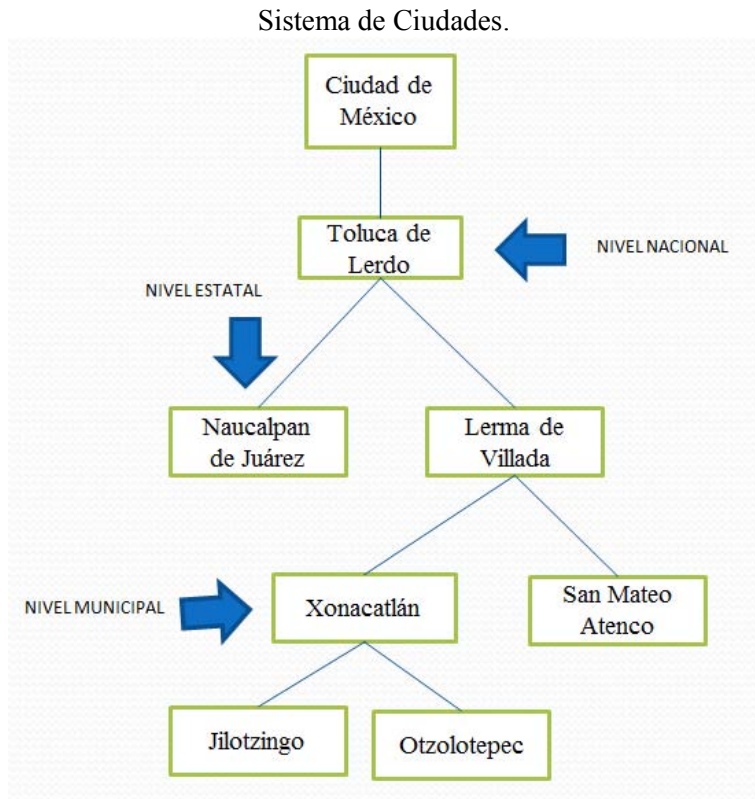 Sistema de Ciudades.
Ciudad de
México
Toluca de
Lerdo
NIVEL NACIONAL
NIVEL ESTATAL
Naucalpan
de Juárez
Lerma de
Villada
NIVEL MUNICIPAL
Xonacatlán
San Mateo
Atenco
Jilotzingo
Otzolotepec